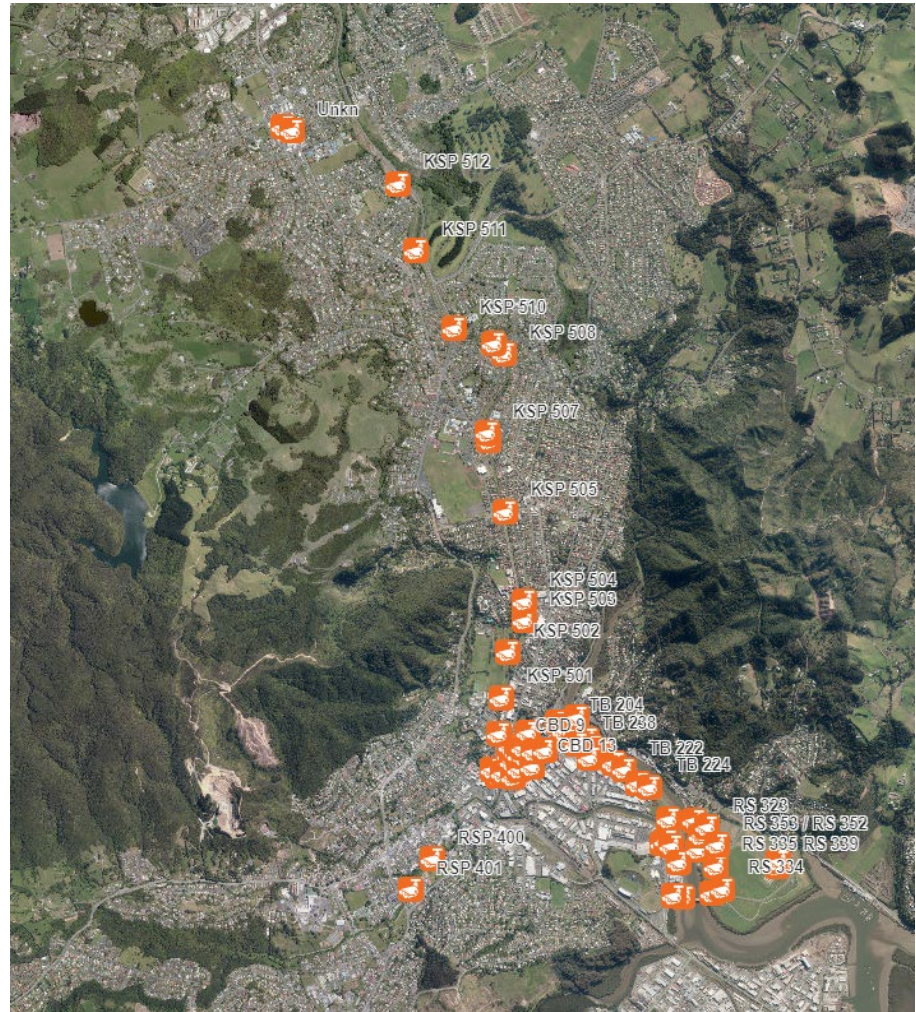 Unkn
KSP 512
KSP 511
KSP 510
KSP 508
KSP 507
KSP 505
KSP 504
KSP 503
KSP 502
KSP 501
TB 204
CBD 9
TB 238
CBD 13
TB 222
TB 224
RS 323
RS 353 / RS 352
RS 335 / RS 339
RS 334
RSP 400
RSP 401